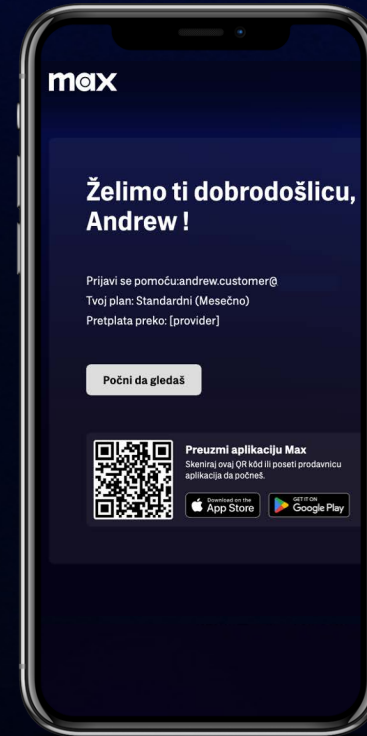 max
Želimo ti dobrodošlicu,
Andrew !
Prijavi se pomoću:andrew.customer@
Tvoj plan: Standardni (Mesečno)
Pretplata preko: [provider]
Počni da gledaš
Preuzmi aplikaciju Max
Skeniraj ovaj QR kôd ili poseti prodavnicu
aplikacija da počneš.
Download on the
App Store
GET IT ON
Google Play